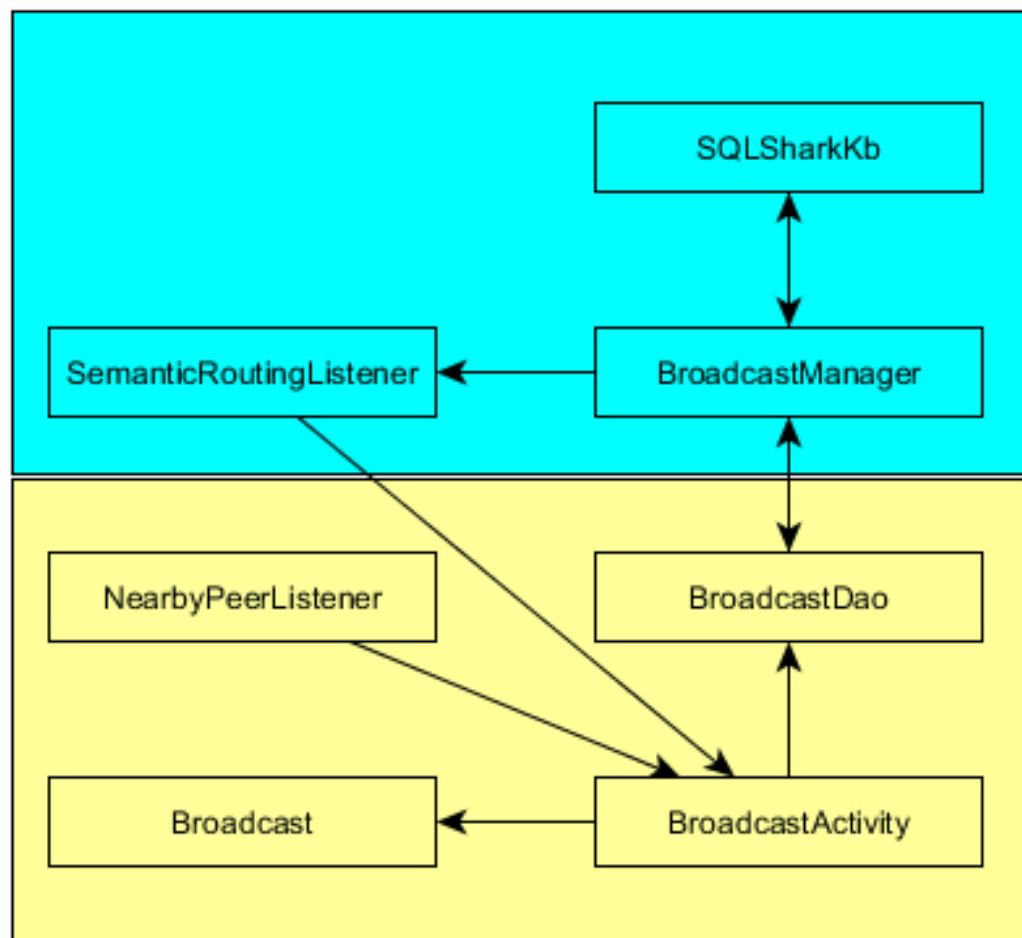 SQLSharkKb
SemanticRoutingListener
BroadcastManager
NearbyPeerListener
BroadcastDao
Broadcast
BroadcastActivity